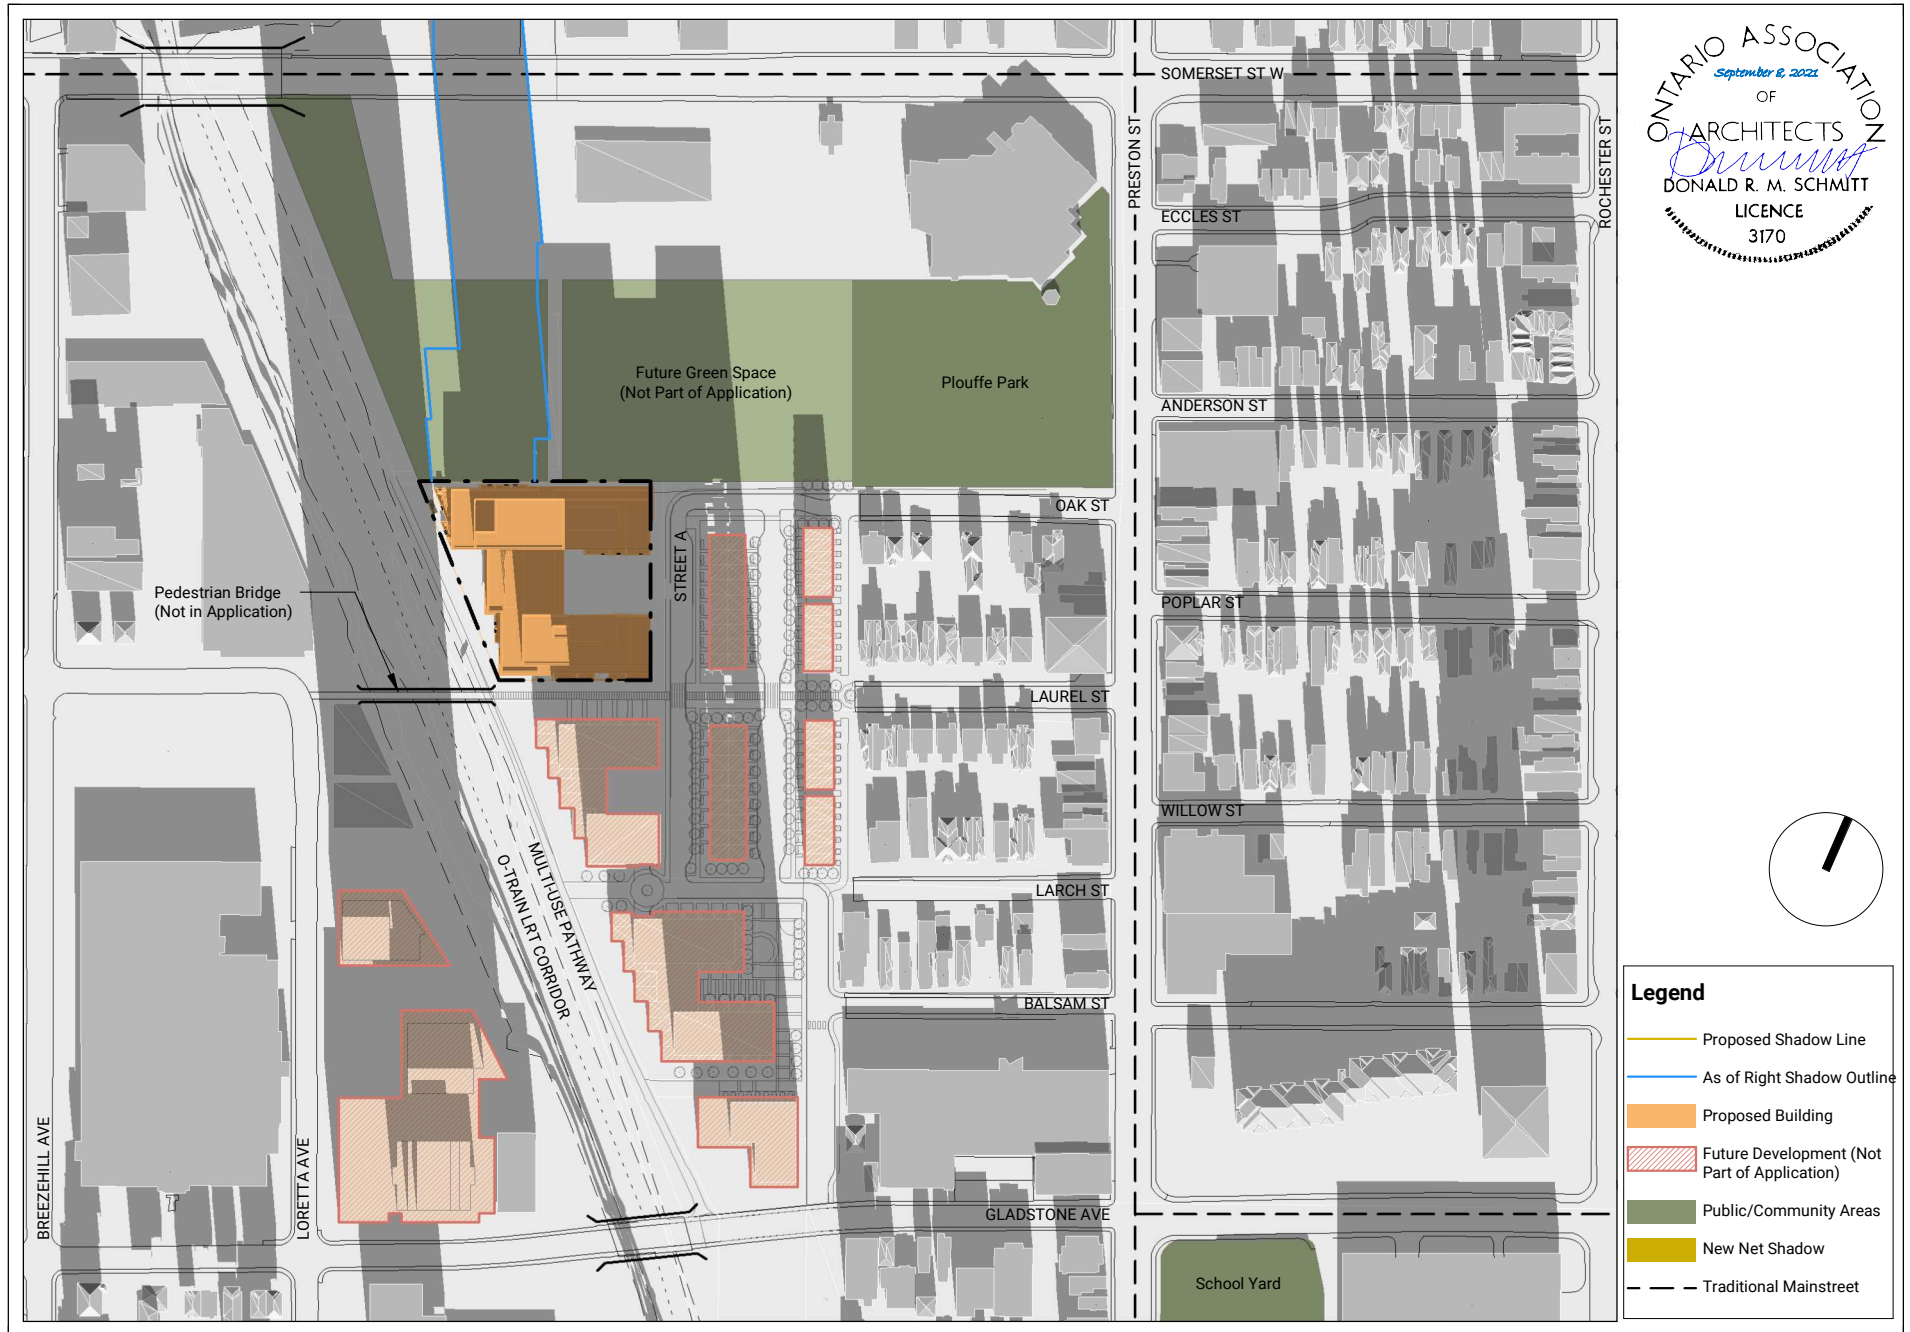 SOMERSET ST W
PRESTON ST
ROCHESTER ST
ECCLES ST
ONTARIO ASSOCIATION
September 8, 2021
OF
ARCHITECTS
DONALD R. M. SCHMITT
LICENCE
3170
Future Green Space
(Not Part of Application)
Plouffe Park
ANDERSON ST
OAK ST
STREET A
Pedestrian Bridge
(Not in Application)
POPLAR ST
LAUREL ST
WILLOW ST
MULTI-USE PATHWAY
O-TRAIN LRT CORRIDOR
LARCH ST
BALSAM ST
BREEZEHILL AVE
LORETTA AVE
GLADSTONE AVE
School Yard
Legend
Proposed Shadow Line
As of Right Shadow Outline
Proposed Building
Future Development (Not
Part of Application)
Public/Community Areas
New Net Shadow
Traditional Mainstreet